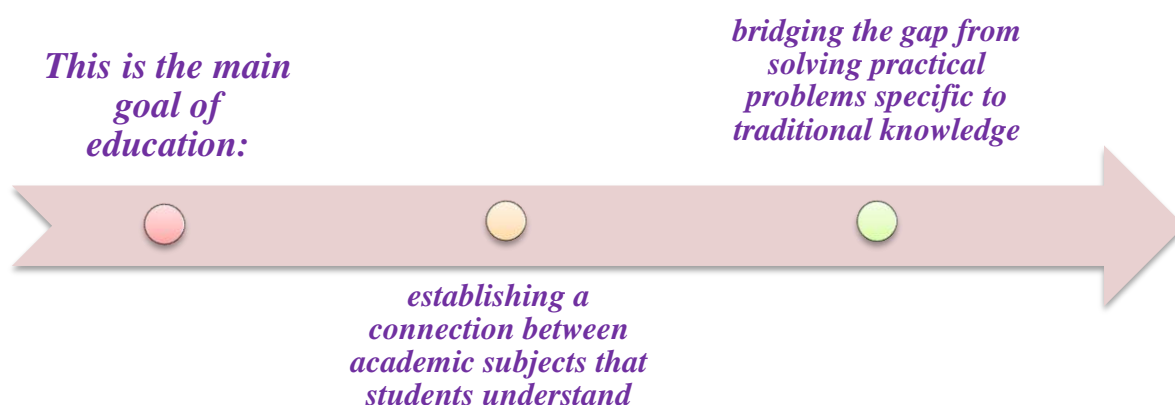 This is the main
goal of
education:
establishing a
connection between
academic subjects that
students understand
bridging the gap from
solving practical
problems specific to
traditional knowledge